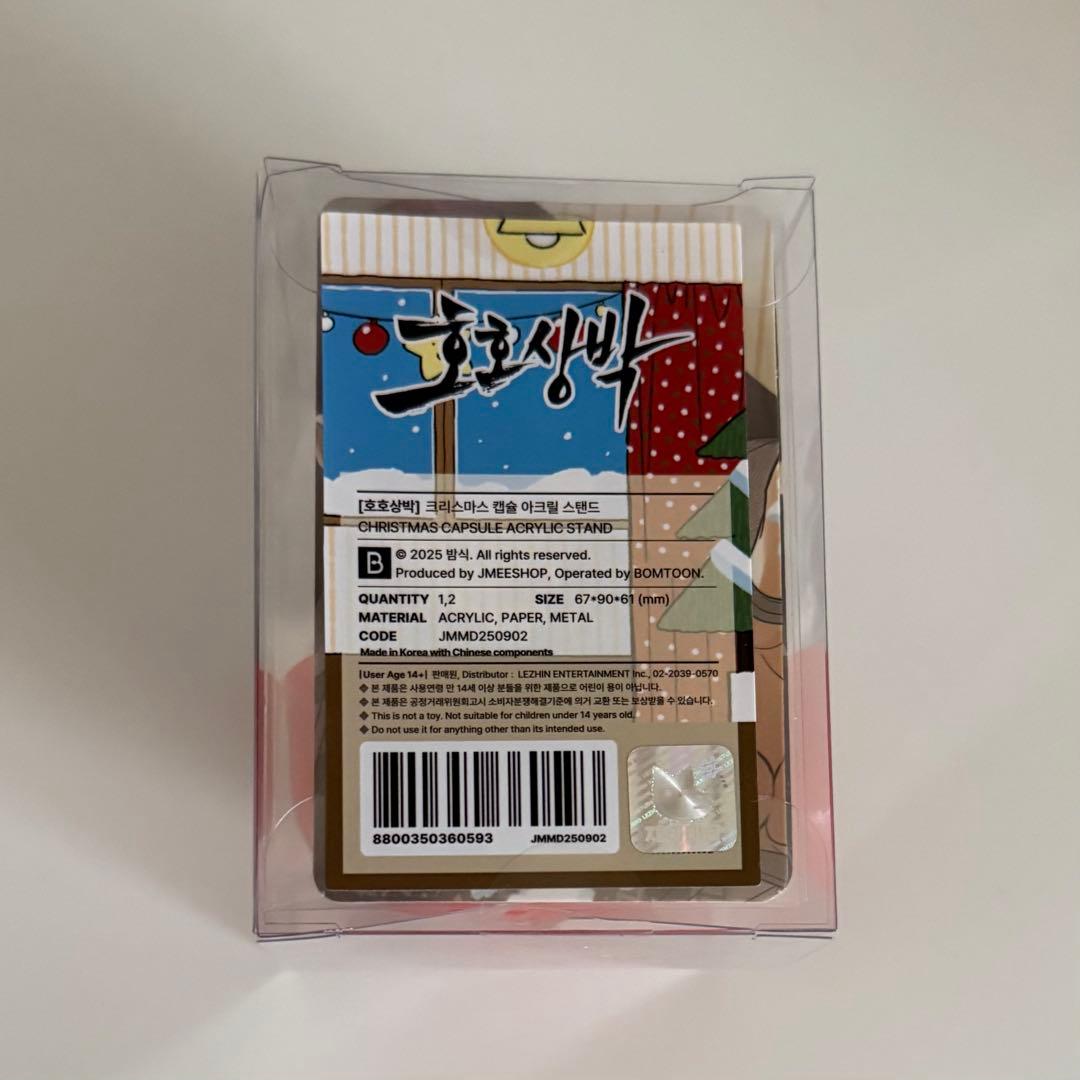 호호상박
[호호상박] 크리스마스 캡슐 아크릴 스탠드
CHRISTMAS CAPSULE ACRYLIC STAND
B © 2025 밤식. All rights reserved.
Produced by JMEESHOP, Operated by BOMTOON.
QUANTITY 1,2 SIZE 67*90*61 (mm)
MATERIAL ACRYLIC, PAPER, METAL
CODE JMMD250902
Made in Korea with Chinese components
|User Age 14+| 판매원, Distributor : LEZHIN ENTERTAINMENT Inc., 02-2039-0570
❖ 본 제품은 사용연령 만 14세 이상 분들을 위한 제품으로 어린이 용이 아닙니다.
❖ 본 제품은 공정거래위원회고시 소비자분쟁해결기준에 의거 교환 또는 보상받을 수 있습니다.
❖ This is not a toy. Not suitable for children under 14 years old.
❖ Do not use it for anything other than its intended use.
8800350360593 JMMD250902